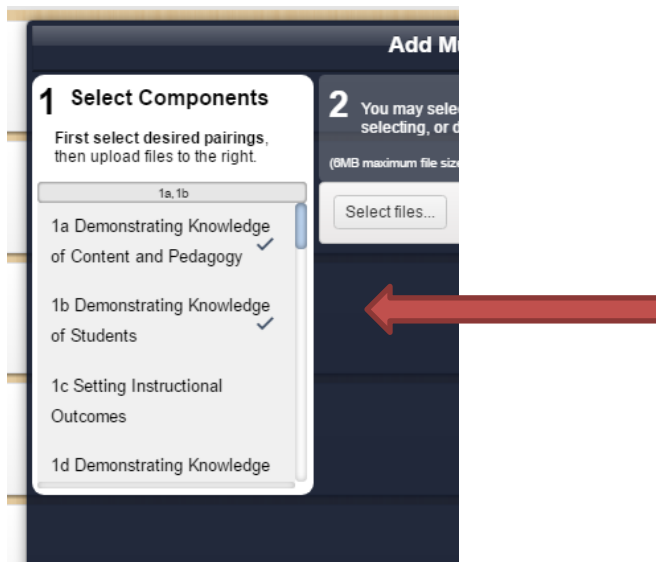 Add M
1 Select Components
First select desired pairings,
then upload files to the right.
1a, 1b
1a Demonstrating Knowledge
of Content and Pedagogy
1b Demonstrating Knowledge
of Students
1c Setting Instructional
Outcomes
1d Demonstrating Knowledge
2 You may sele
selecting, or d
(6MB maximum file size
Select files...